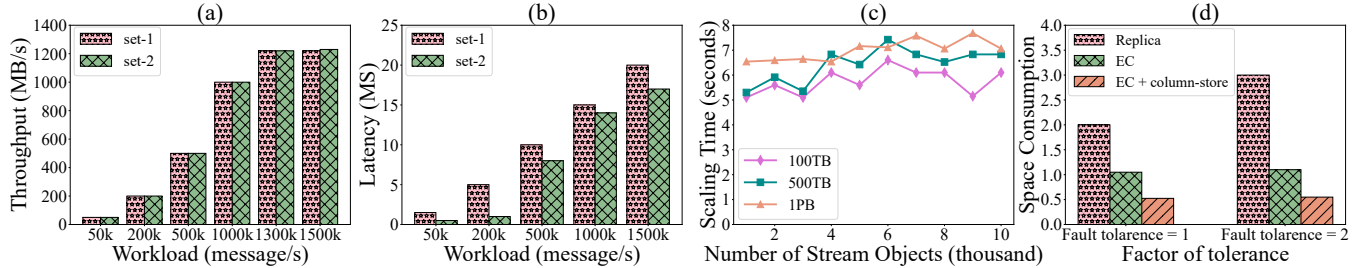 (a)
Throughput (MB/s)
1400
1200
1000
800
600
400
200
0
set-1
set-2
50k 200k 500k 1000k 1300k 1500k
Workload (message/s)
(b)
Latency (MS)
25
20
15
10
5
0
set-1
set-2
50k 200k 500k 1000k 1500k
Workload (message/s)
(c)
Scaling Time (seconds)
8
7
6
5
4
3
2
1
0
100TB
500TB
1PB
2 4 6 8 10
Number of Stream Objects (thousand)
(d)
Space Consumption
4.0
3.5
3.0
2.5
2.0
1.5
1.0
0.5
0.0
Replica
EC
EC + column-store
Fault tolarence = 1 Fault tolarence = 2
Factor of tolerance